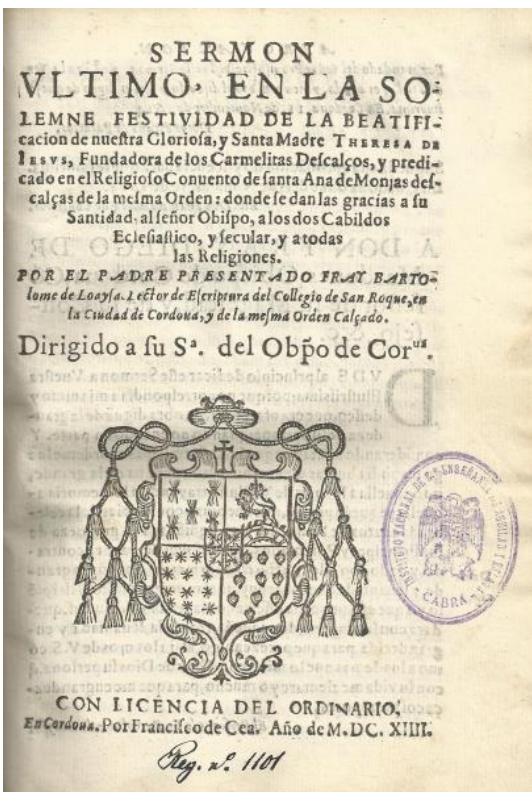 SERMON
VLTIMO, EN LA SO-
LEMNE FESTIVIDAD DE LA BEATIFI-
cacion de nueſtra Glorioſa, y Santa Madre THERESA DE
IESVS, Fundadora de los Carmelitas Deſcalços, y predi-
cado en el Religioſo Conuento de ſanta Ana de Monjas deſ-
calças de la meſma Orden: donde ſe dan las gracias a ſu
Santidad, al ſeñor Obiſpo, a los dos Cabildos
Ecleſiaſtico, y ſecular, y a todas
las Religiones.
POR EL PADRE PRESENTADO FRAY BARTO-
lome de Loayſa. Lector de Eſcriptura del Collegio de San Roque, en
la Ciudad de Cordoua, y de la meſma Orden Calçado.
Dirigido a ſu Sª. del Obp̃o de Corᵘᵃ.
CABRA
CON LICENCIA DEL ORDINARIO.
En Cordoua. Por Franciſco de Cea. Año de M.DC. XIIII.
Reg. nº. 1101